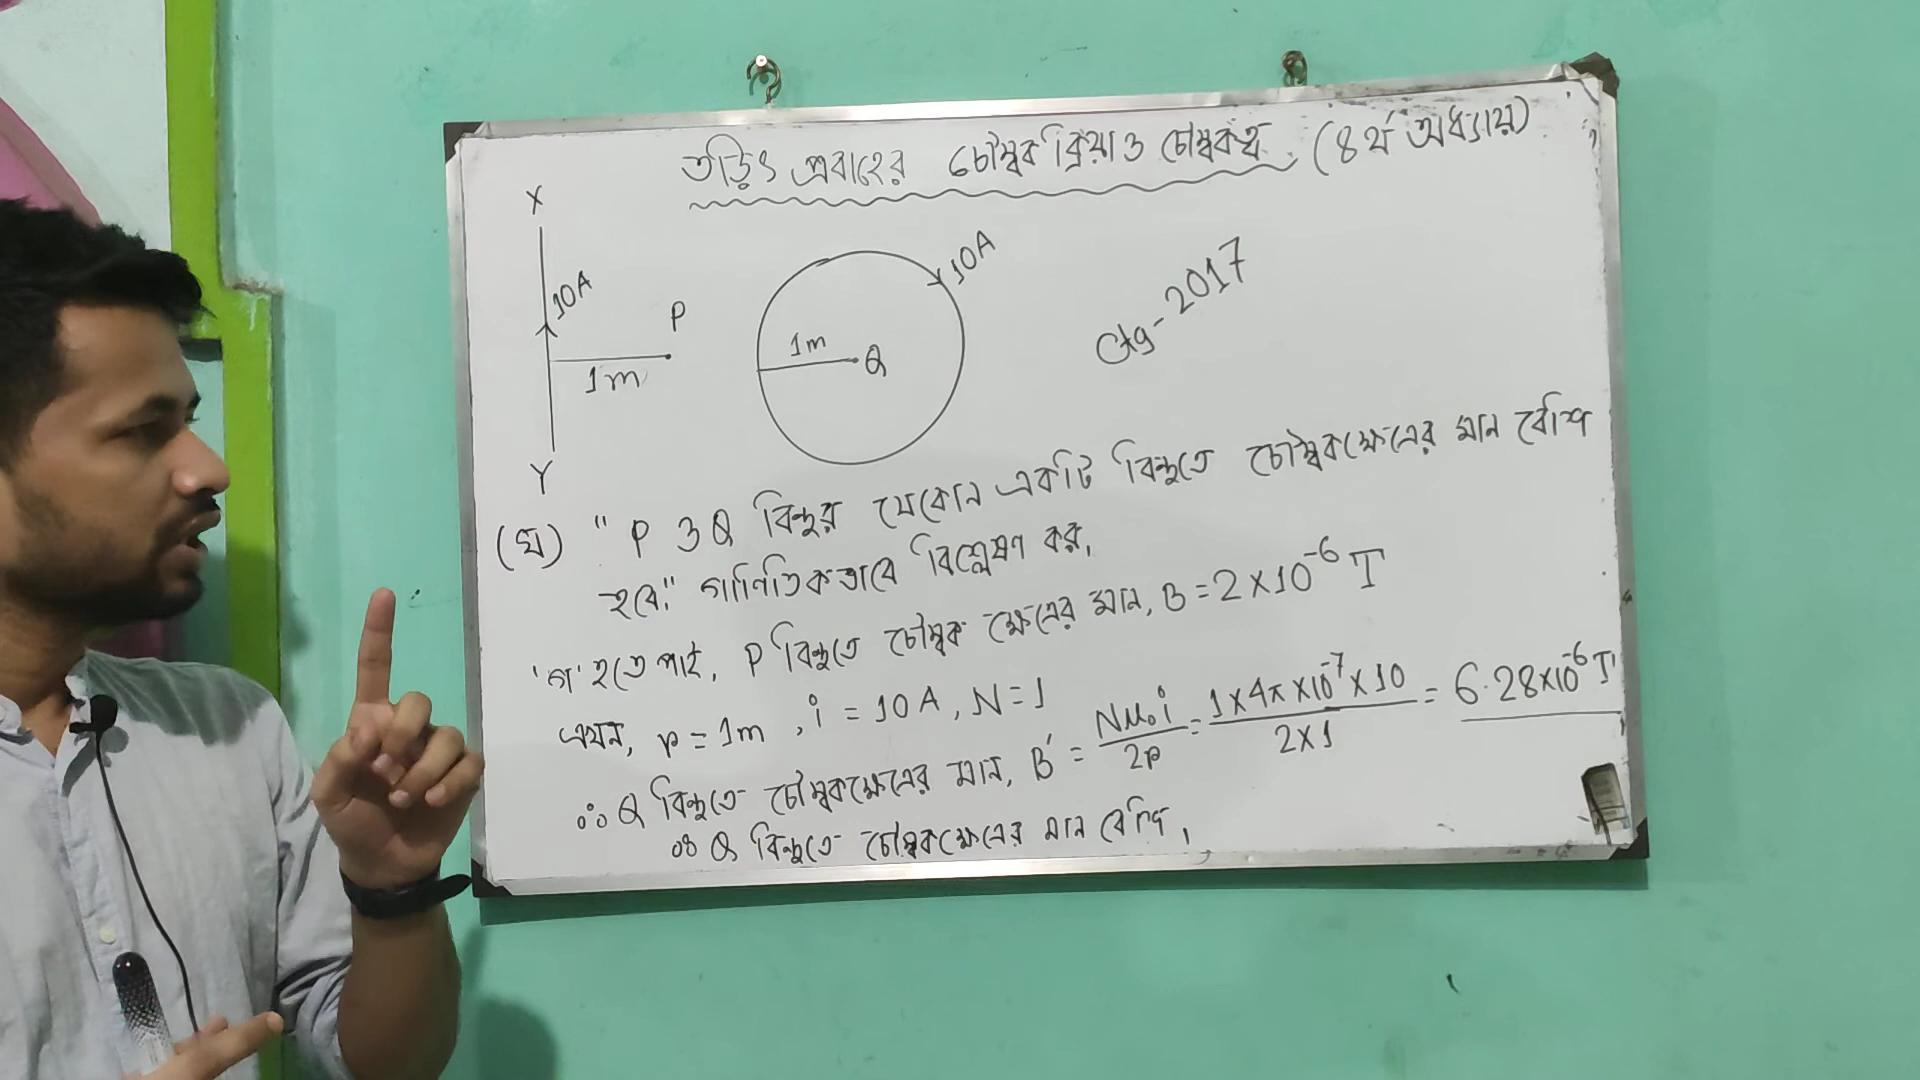 তড়িৎ প্রবাহের চৌম্বক ক্রিয়া ও চৌম্বকত্ব (৪র্থ অধ্যায়)
X
10A
P
1m
Y
10A
1m
Q
Ctg-2017
(ঘ) "P ও Q বিন্দুর যেকোন একটি বিন্দুতে চৌম্বকক্ষেত্রের মান বেশি
হবে" গাণিতিকভাবে বিশ্লেষণ কর,
'গ' হতে পাই, P বিন্দুতে চৌম্বক ক্ষেত্রের মান, B = 2×10⁻⁶ T
এখন, r = 1m, i = 10A, N = 1
∴ Q বিন্দুতে চৌম্বকক্ষেত্রের মান, B′ = Nμ₀i/2r = 1×4π×10⁻⁷×10/2×1 = 6.28×10⁻⁶ T
∴ Q বিন্দুতে চৌম্বকক্ষেত্রের মান বেশি,